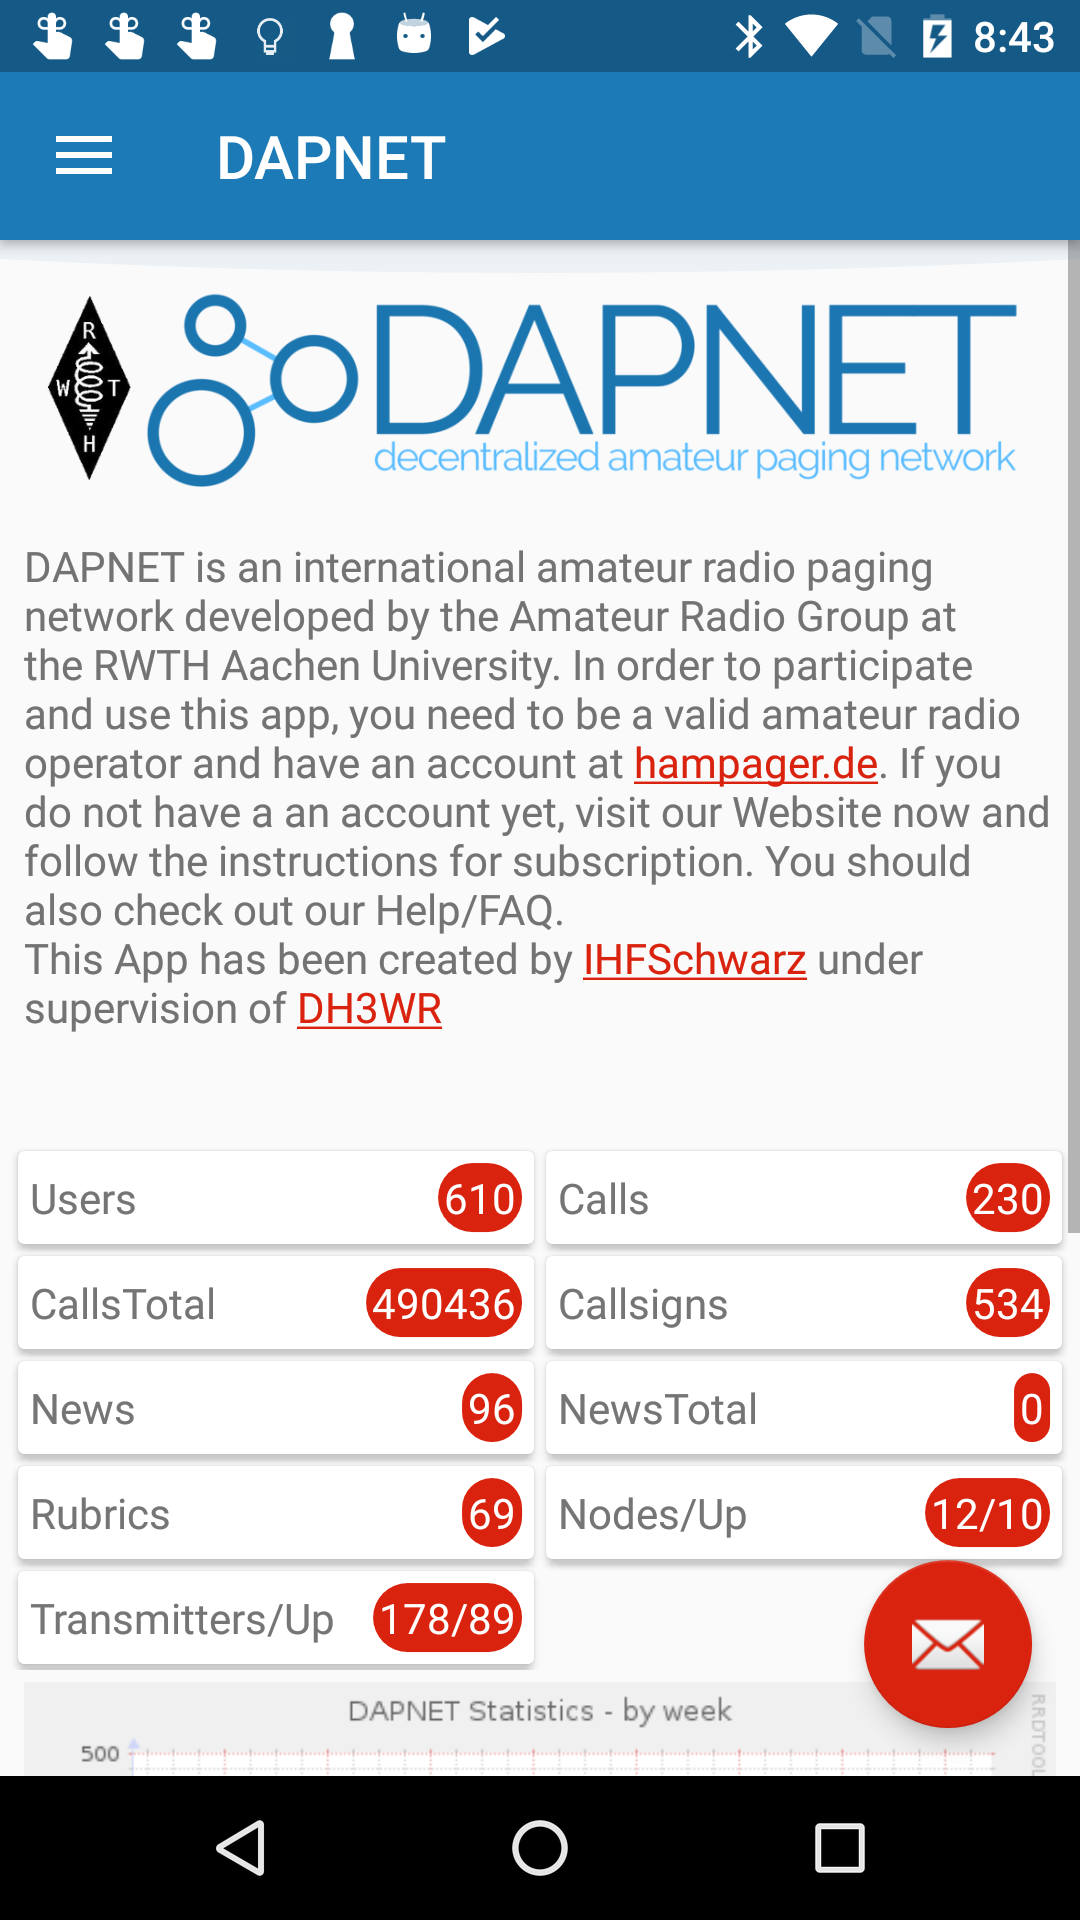 8:43
DAPNET
R
W T
H
DAPNET
decentralized amateur paging network
DAPNET is an international amateur radio paging
network developed by the Amateur Radio Group at
the RWTH Aachen University. In order to participate
and use this app, you need to be a valid amateur radio
operator and have an account at hampager.de. If you
do not have a an account yet, visit our Website now and
follow the instructions for subscription. You should
also check out our Help/FAQ.
This App has been created by IHFSchwarz under
supervision of DH3WR
Users 610
Calls 230
CallsTotal 490436
Callsigns 534
News 96
NewsTotal 0
Rubrics 69
Nodes/Up 12/10
Transmitters/Up 178/89
DAPNET Statistics - by week
RRDTOOL
500